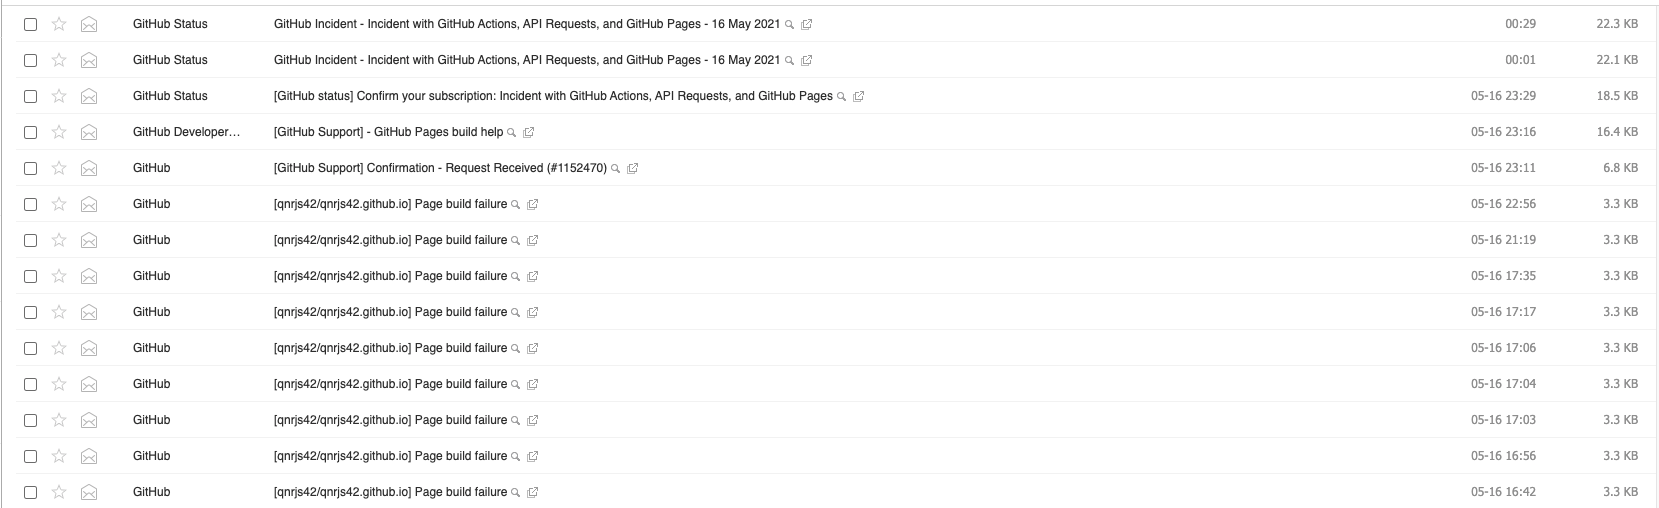 GitHub Status GitHub Incident - Incident with GitHub Actions, API Requests, and GitHub Pages - 16 May 2021 00:29 22.3 KB
GitHub Status GitHub Incident - Incident with GitHub Actions, API Requests, and GitHub Pages - 16 May 2021 00:01 22.1 KB
GitHub Status [GitHub status] Confirm your subscription: Incident with GitHub Actions, API Requests, and GitHub Pages 05-16 23:29 18.5 KB
GitHub Developer... [GitHub Support] - GitHub Pages build help 05-16 23:16 16.4 KB
GitHub [GitHub Support] Confirmation - Request Received (#1152470) 05-16 23:11 6.8 KB
GitHub [qnrjs42/qnrjs42.github.io] Page build failure 05-16 22:56 3.3 KB
GitHub [qnrjs42/qnrjs42.github.io] Page build failure 05-16 21:19 3.3 KB
GitHub [qnrjs42/qnrjs42.github.io] Page build failure 05-16 17:35 3.3 KB
GitHub [qnrjs42/qnrjs42.github.io] Page build failure 05-16 17:17 3.3 KB
GitHub [qnrjs42/qnrjs42.github.io] Page build failure 05-16 17:06 3.3 KB
GitHub [qnrjs42/qnrjs42.github.io] Page build failure 05-16 17:04 3.3 KB
GitHub [qnrjs42/qnrjs42.github.io] Page build failure 05-16 17:03 3.3 KB
GitHub [qnrjs42/qnrjs42.github.io] Page build failure 05-16 16:56 3.3 KB
GitHub [qnrjs42/qnrjs42.github.io] Page build failure 05-16 16:42 3.3 KB